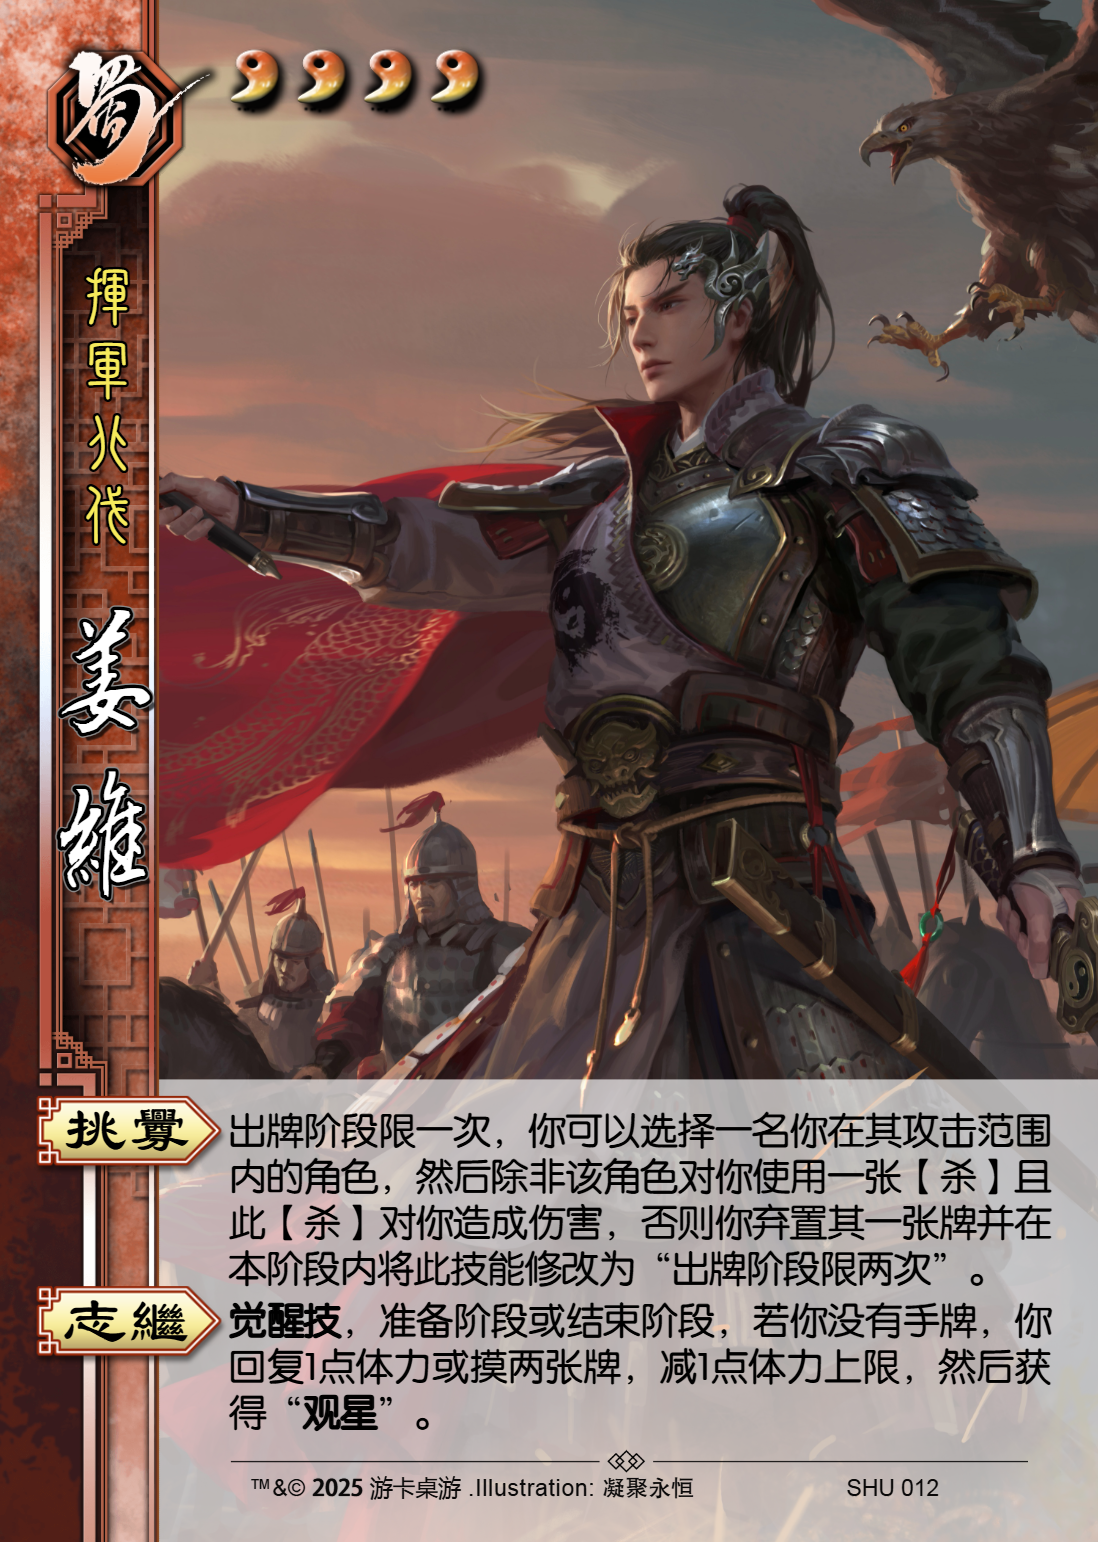 蜀
揮軍北伐
姜維
挑釁
出牌阶段限一次，你可以选择一名你在其攻击范围
内的角色，然后除非该角色对你使用一张【杀】且
此【杀】对你造成伤害，否则你弃置其一张牌并在
本阶段内将此技能修改为“出牌阶段限两次”。
志繼
觉醒技，准备阶段或结束阶段，若你没有手牌，你
回复1点体力或摸两张牌，减1点体力上限，然后获
得“观星”。
™&© 2025 游卡桌游 .Illustration: 凝聚永恒
SHU 012